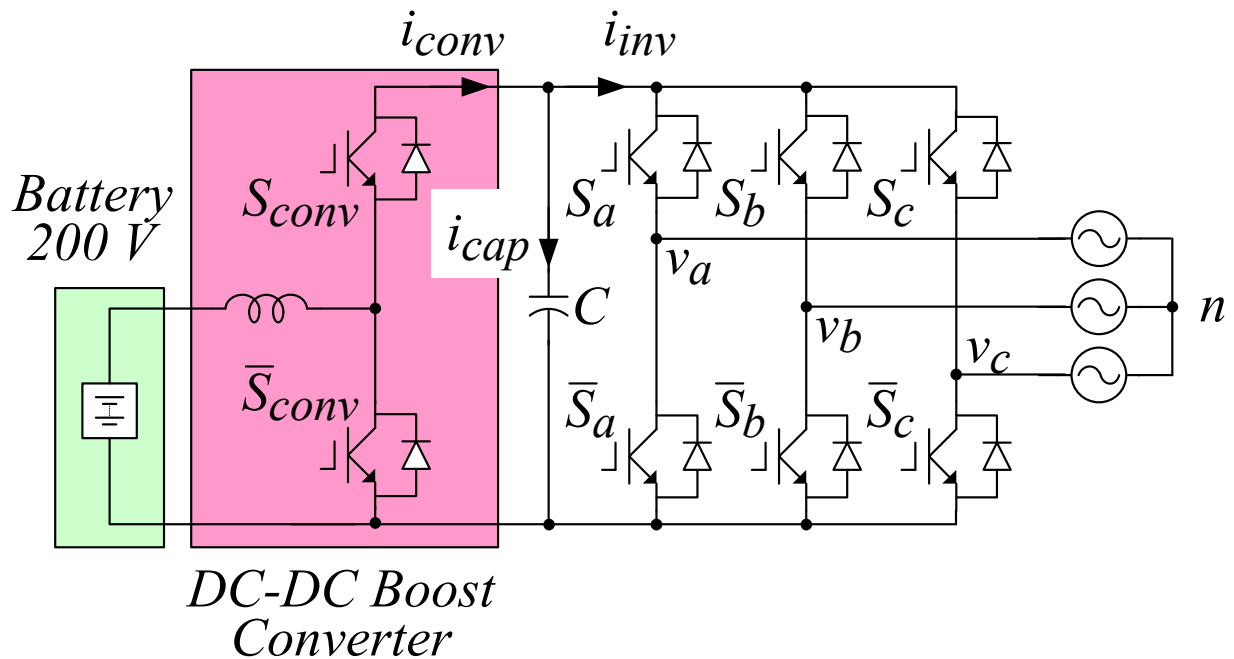 i_conv
i_inv
Battery
200 V
S_conv
i_cap
S_a
S_b
S_c
v_a
C
v_b
n
v_c
S̅_conv
S̅_a
S̅_b
S̅_c
DC-DC Boost
Converter